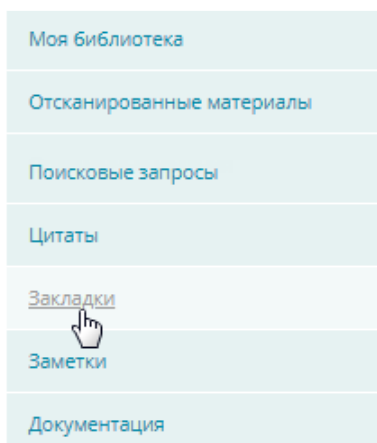 Моя библиотека
Отсканированные материалы
Поисковые запросы
Цитаты
Закладки
Заметки
Документация